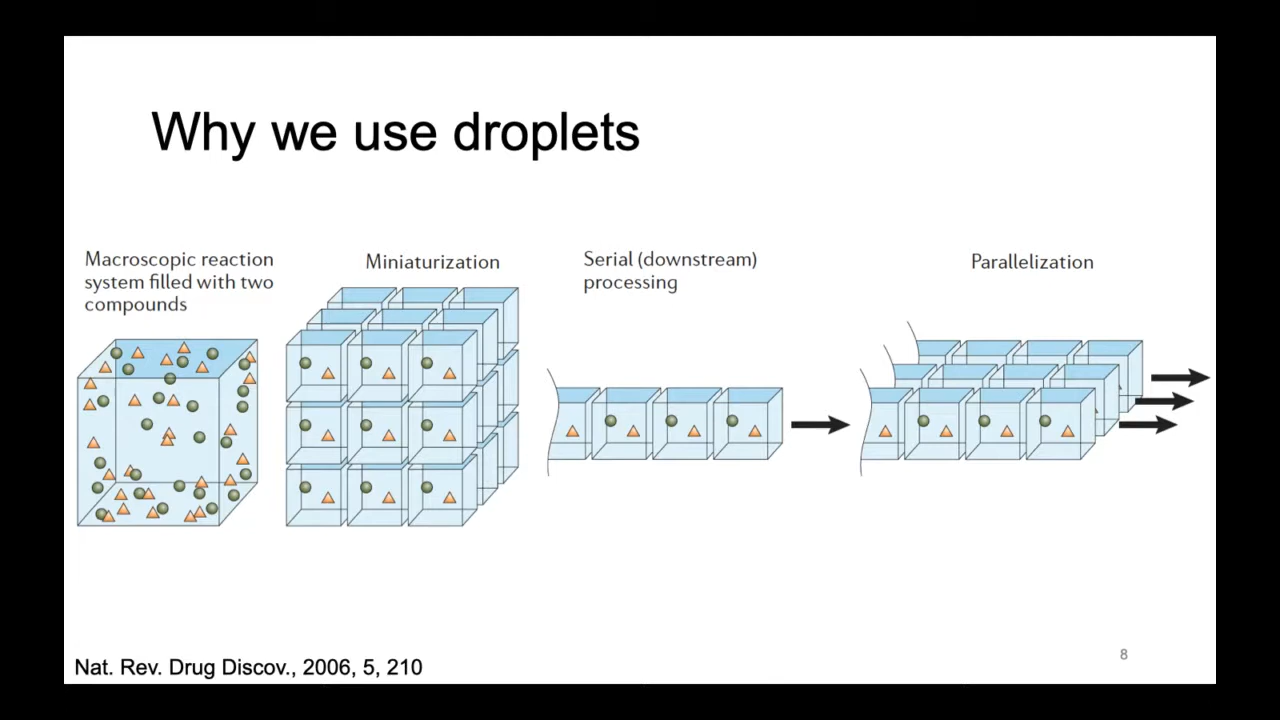 Why we use droplets
Macroscopic reaction
system filled with two
compounds
Miniaturization
Serial (downstream)
processing
Parallelization
Nat. Rev. Drug Discov., 2006, 5, 210
8